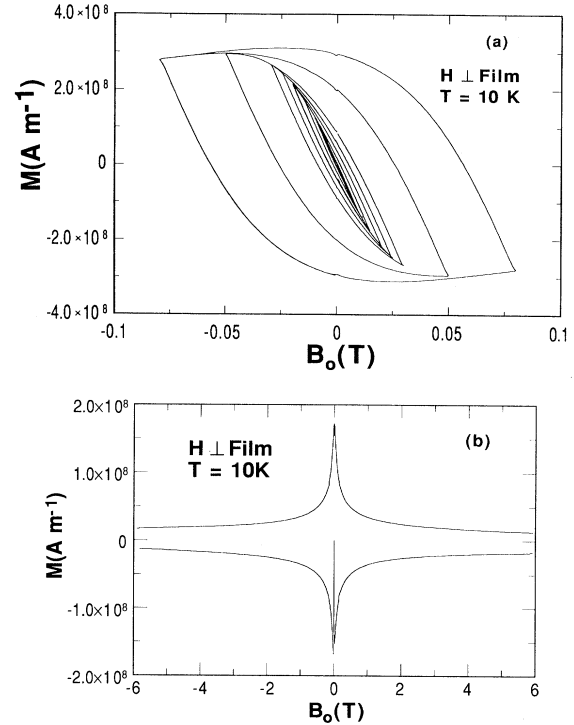 4.0×10⁸
(a)
H ⊥ Film
T = 10 K
2.0×10⁸
M(A m⁻¹)
0
-2.0×10⁸
-4.0×10⁸
-0.1 -0.05 0 0.05 0.1
Bₒ(T)
2.0×10⁸
H ⊥ Film
T = 10K
(b)
1.0×10⁸
M(A m⁻¹)
0
-1.0×10⁸
-2.0×10⁸
-6 -4 -2 0 2 4 6
Bₒ(T)